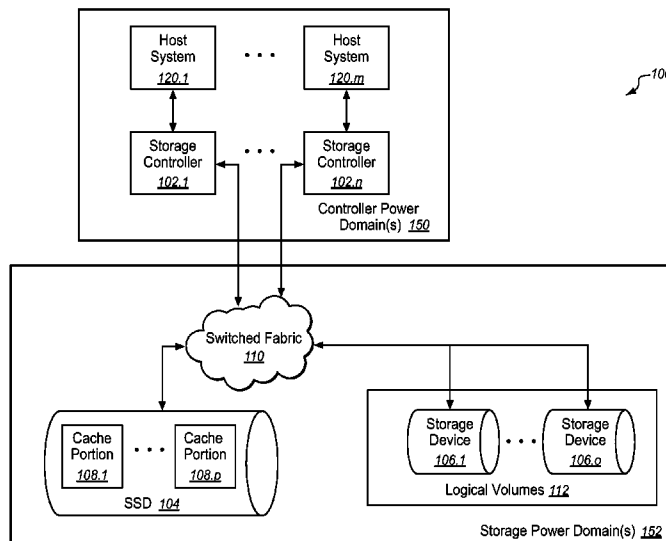 Host
System
120.1
Host
System
120.m
Storage
Controller
102.1
Storage
Controller
102.n
Controller Power
Domain(s) 150
Switched Fabric
110
Cache
Portion
108.1
Cache
Portion
108.p
SSD 104
Storage
Device
106.1
Storage
Device
106.o
Logical Volumes 112
Storage Power Domain(s) 152